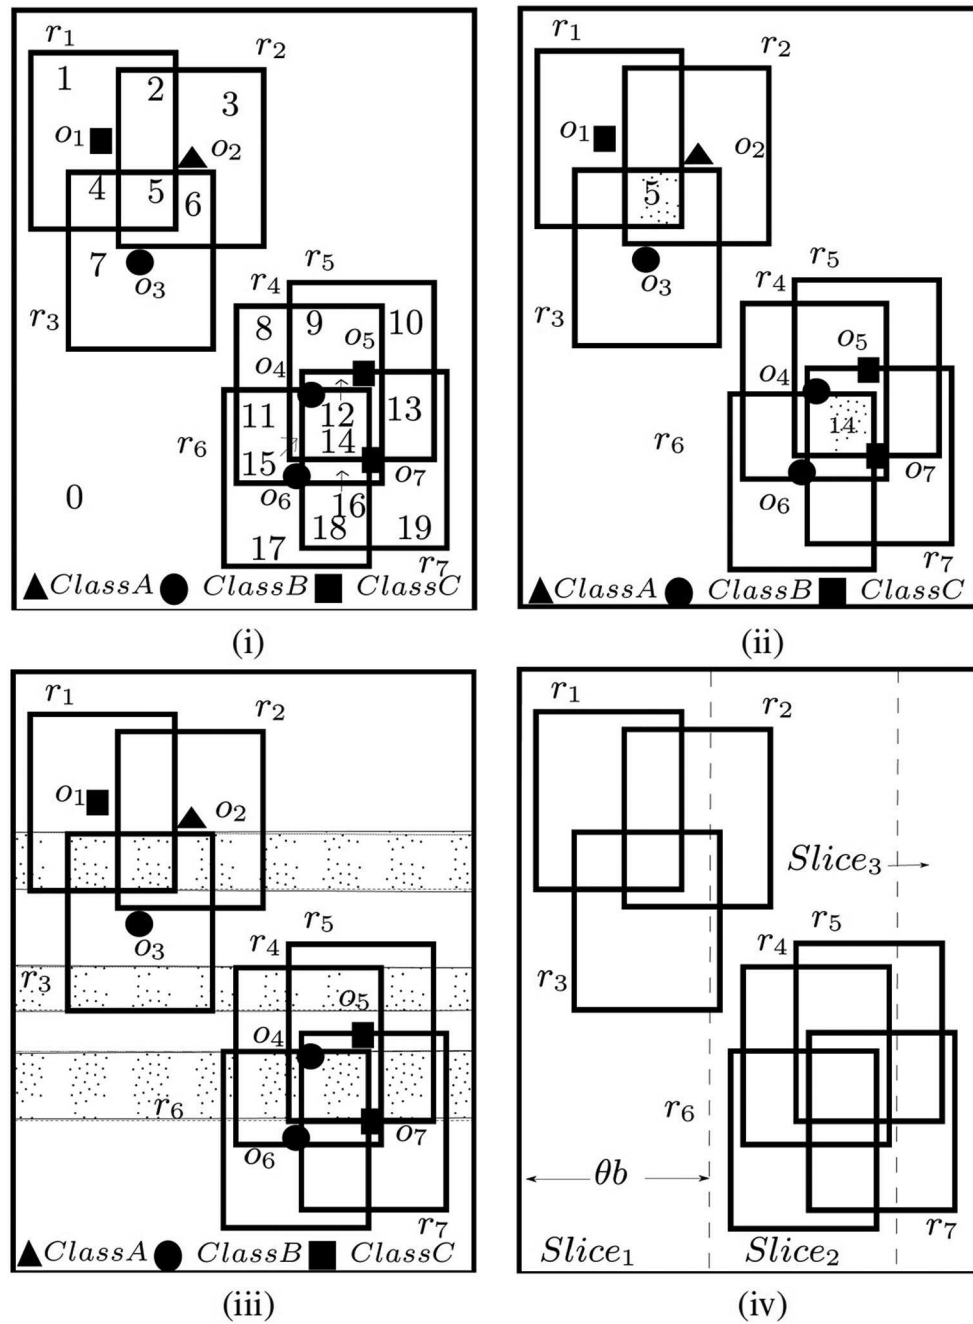 r1
r2
1
2
3
o1
o2
4
5
6
7
o3
r3
r5
r4
8
9
10
o5
o4
11
12
13
r6
14
15
o7
o6
0
16
18
19
17
r7
ClassA ClassB ClassC
(i)
r1
r2
o1
o2
5
o3
r3
r5
r4
o5
o4
14
r6
o7
o6
r7
ClassA ClassB ClassC
(ii)
r1
r2
o1
o2
o3
r5
r4
r3
o5
o4
r6
o7
o6
r7
ClassA ClassB ClassC
(iii)
r1
r2
Slice3
r5
r4
r3
r6
θb
r7
Slice1 Slice2
(iv)